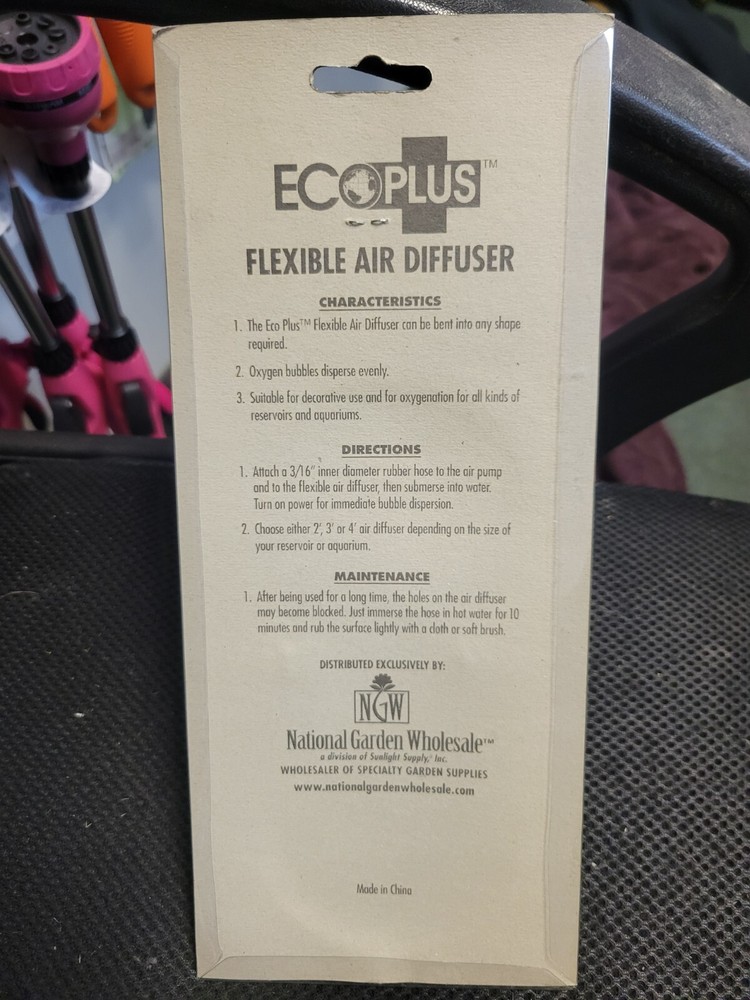 ECOPLUS™
FLEXIBLE AIR DIFFUSER
CHARACTERISTICS
1. The Eco Plus™ Flexible Air Diffuser can be bent into any shape
required.
2. Oxygen bubbles disperse evenly.
3. Suitable for decorative use and for oxygenation for all kinds of
reservoirs and aquariums.
DIRECTIONS
1. Attach a 3/16" inner diameter rubber hose to the air pump
and to the flexible air diffuser, then submerse into water.
Turn on power for immediate bubble dispersion.
2. Choose either 2', 3' or 4' air diffuser depending on the size of
your reservoir or aquarium.
MAINTENANCE
1. After being used for a long time, the holes on the air diffuser
may become blocked. Just immerse the hose in hot water for 10
minutes and rub the surface lightly with a cloth or soft brush.
DISTRIBUTED EXCLUSIVELY BY:
NGW
National Garden Wholesale™
a division of Sunlight Supply,® Inc.
WHOLESALER OF SPECIALTY GARDEN SUPPLIES
www.nationalgardenwholesale.com
Made in China